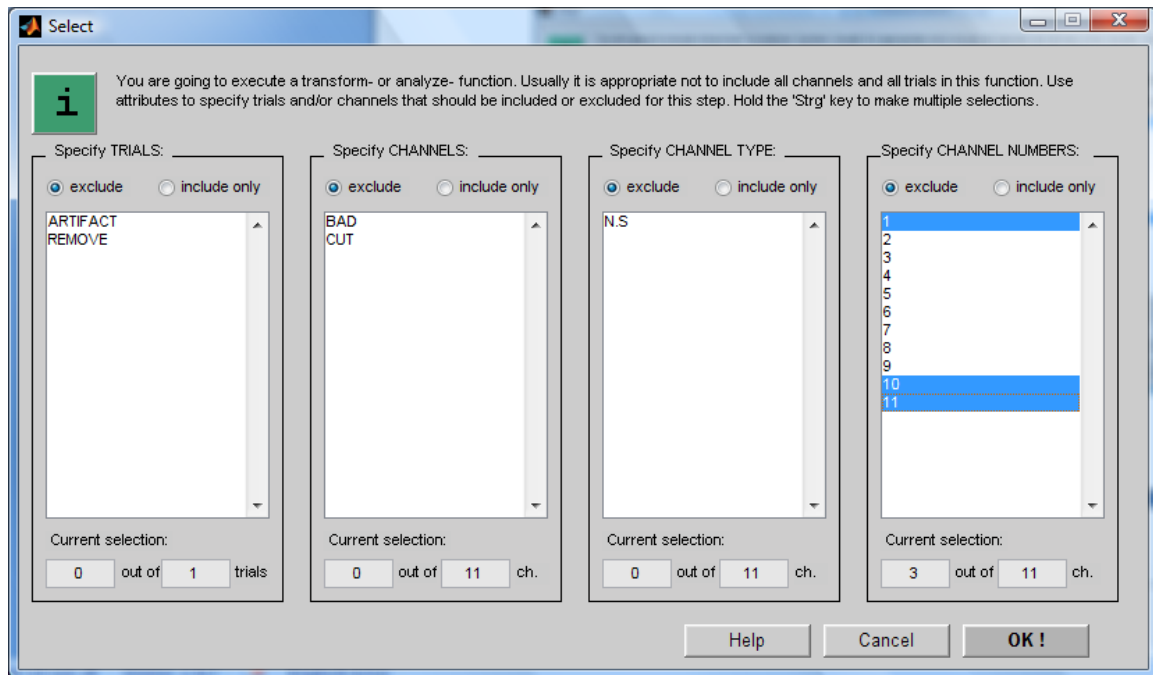 Select
You are going to execute a transform- or analyze- function. Usually it is appropriate not to include all channels and all trials in this function. Use
attributes to specify trials and/or channels that should be included or excluded for this step. Hold the 'Strg' key to make multiple selections.
i
Specify TRIALS:
exclude include only
ARTIFACT
REMOVE
Current selection:
0 out of 1 trials
Specify CHANNELS:
exclude include only
BAD
CUT
Current selection:
0 out of 11 ch.
Specify CHANNEL TYPE:
exclude include only
N.S
Current selection:
0 out of 11 ch.
Specify CHANNEL NUMBERS:
exclude include only
1
2
3
4
5
6
7
8
9
10
11
Current selection:
3 out of 11 ch.
Help Cancel OK !